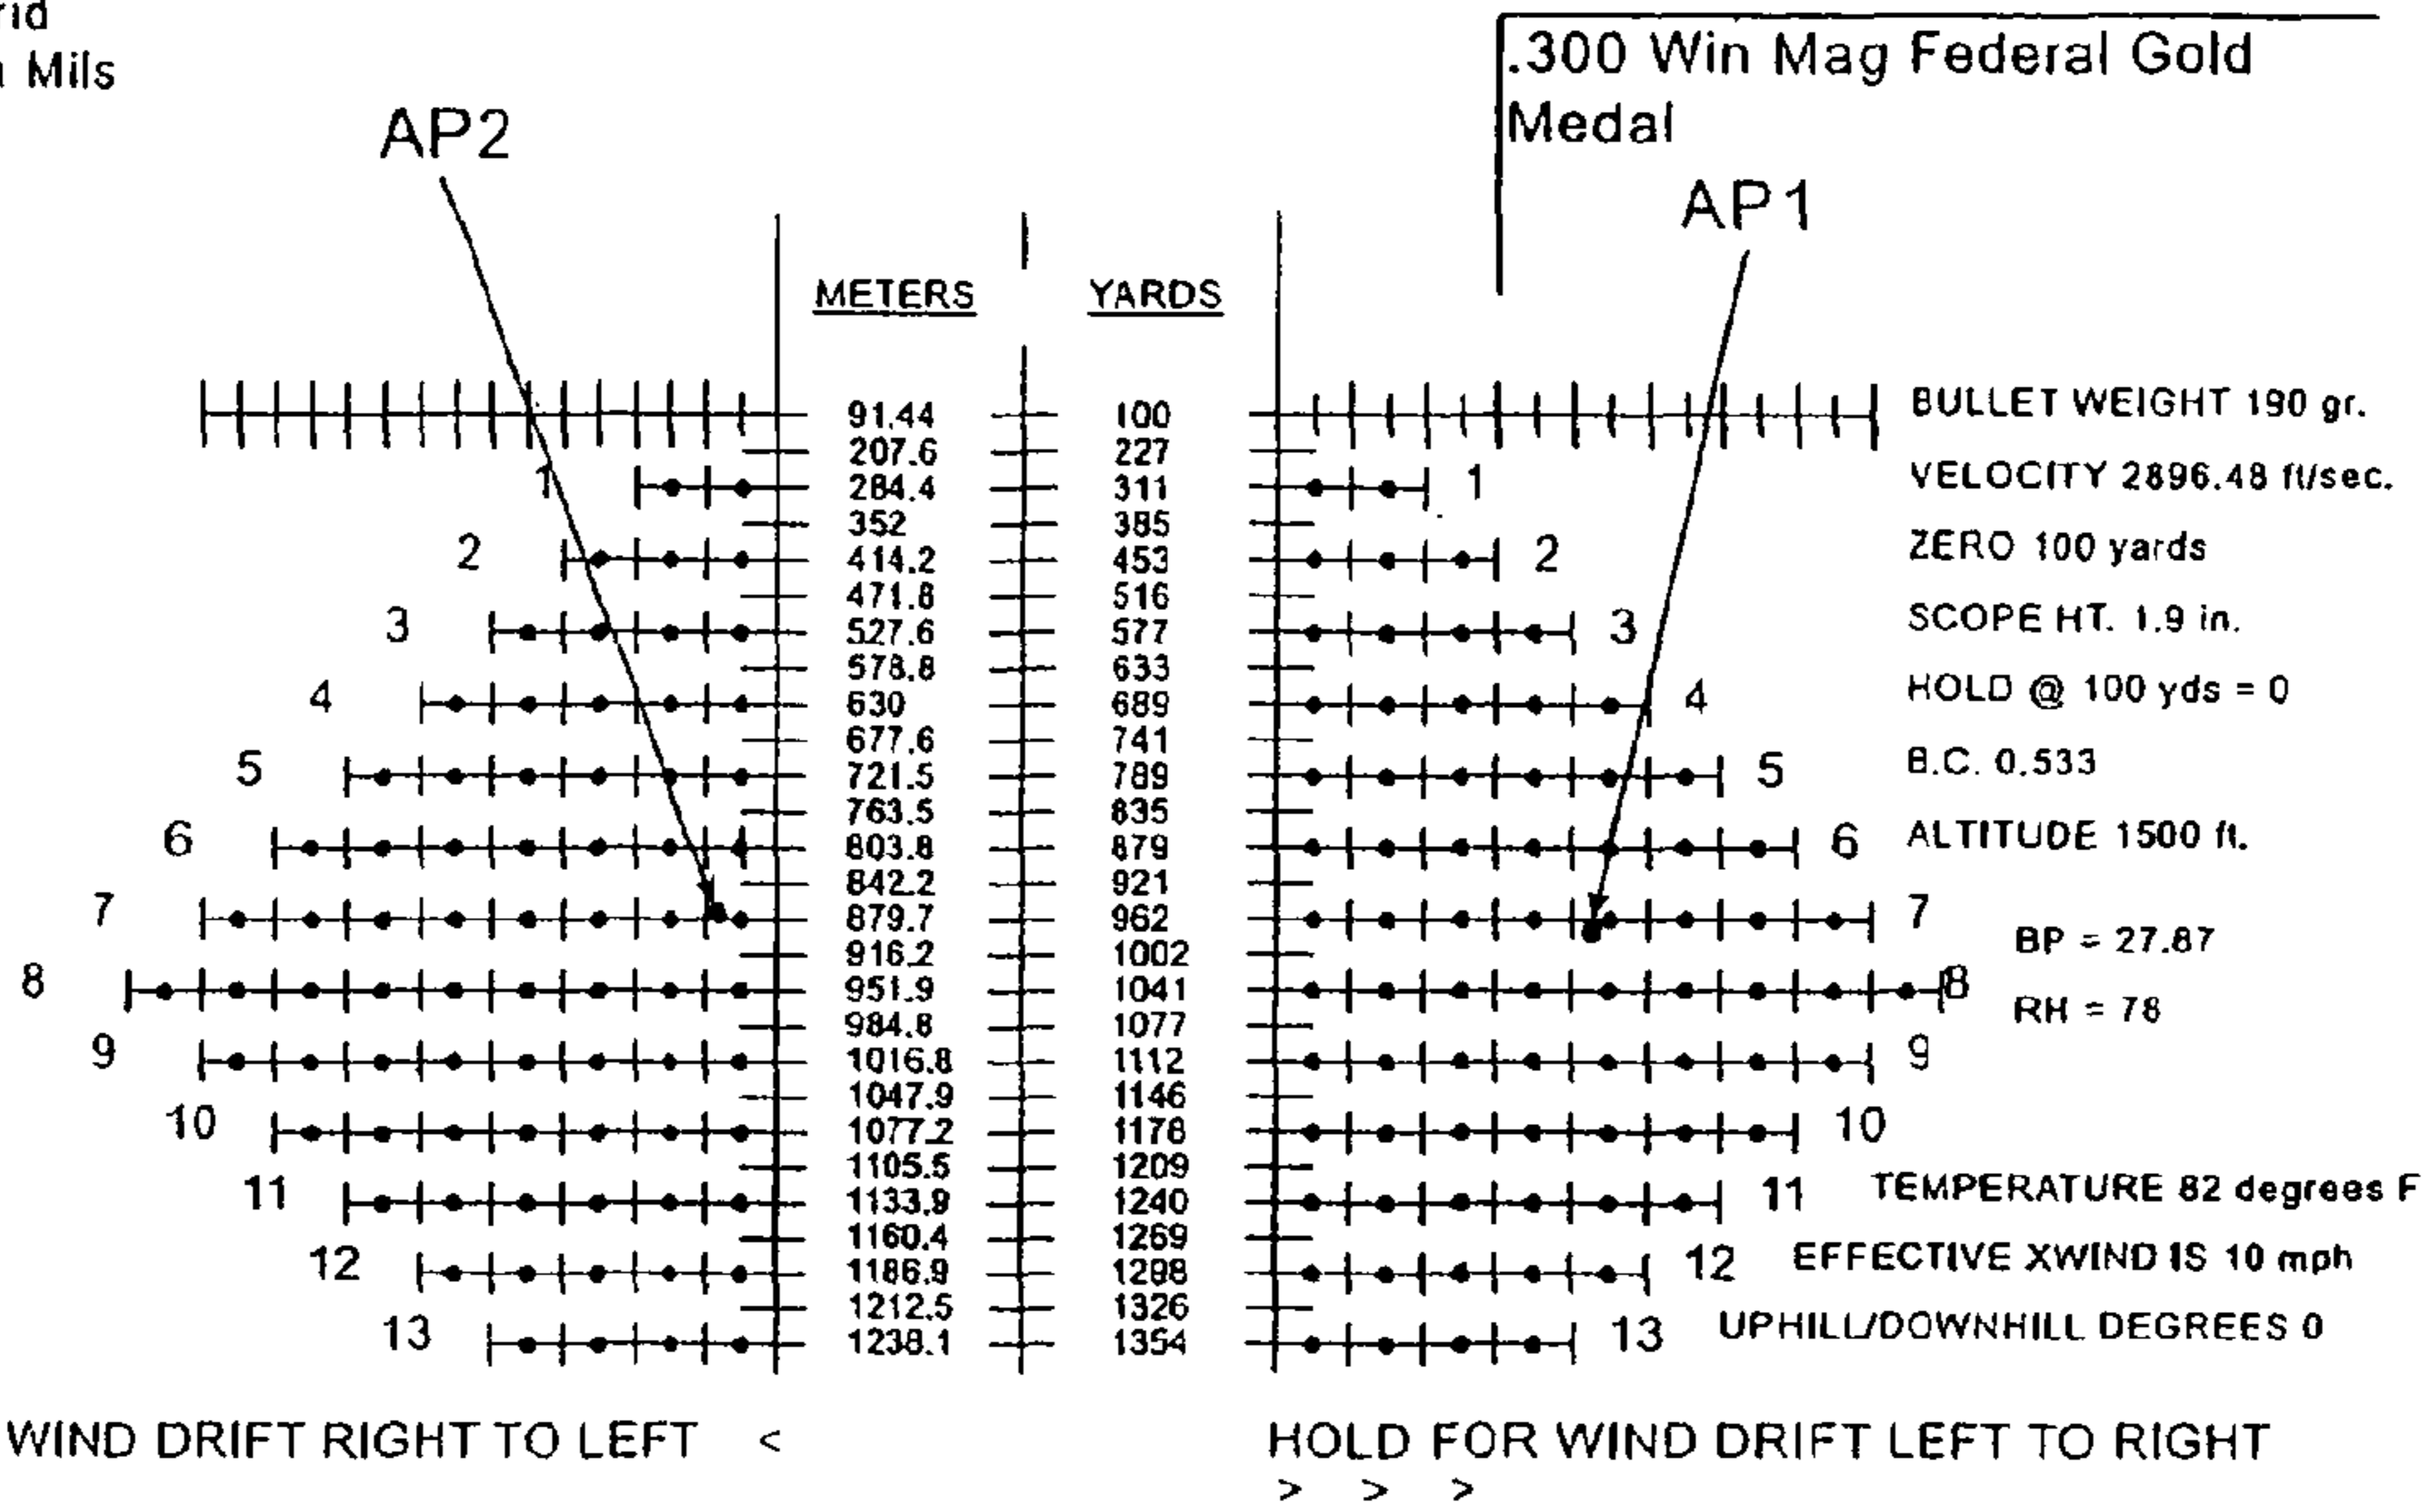 Mils
.300 Win Mag Federal Gold
Medal
AP2
AP1
METERS YARDS
91.44 100 BULLET WEIGHT 190 gr.
207.6 227
1 284.4 311 1 VELOCITY 2896.48 ft/sec.
352 385
2 414.2 453 2 ZERO 100 yards
471.8 516
3 527.6 577 3 SCOPE HT. 1.9 in.
578.8 633
4 630 689 4 HOLD @ 100 yds = 0
677.6 741
5 721.5 789 5 B.C. 0.533
763.5 835
6 803.8 879 6 ALTITUDE 1500 ft.
842.2 921
7 879.7 962 7 BP = 27.87
916.2 1002
8 951.9 1041 8 RH = 78
984.8 1077
9 1016.8 1112 9
1047.9 1146
10 1077.2 1178 10
1105.5 1209
11 1133.9 1240 11 TEMPERATURE 82 degrees F
1160.4 1269
12 1186.9 1298 12 EFFECTIVE XWIND IS 10 mph
1212.5 1326
13 1238.1 1354 13 UPHILL/DOWNHILL DEGREES 0
WIND DRIFT RIGHT TO LEFT < HOLD FOR WIND DRIFT LEFT TO RIGHT
> > >